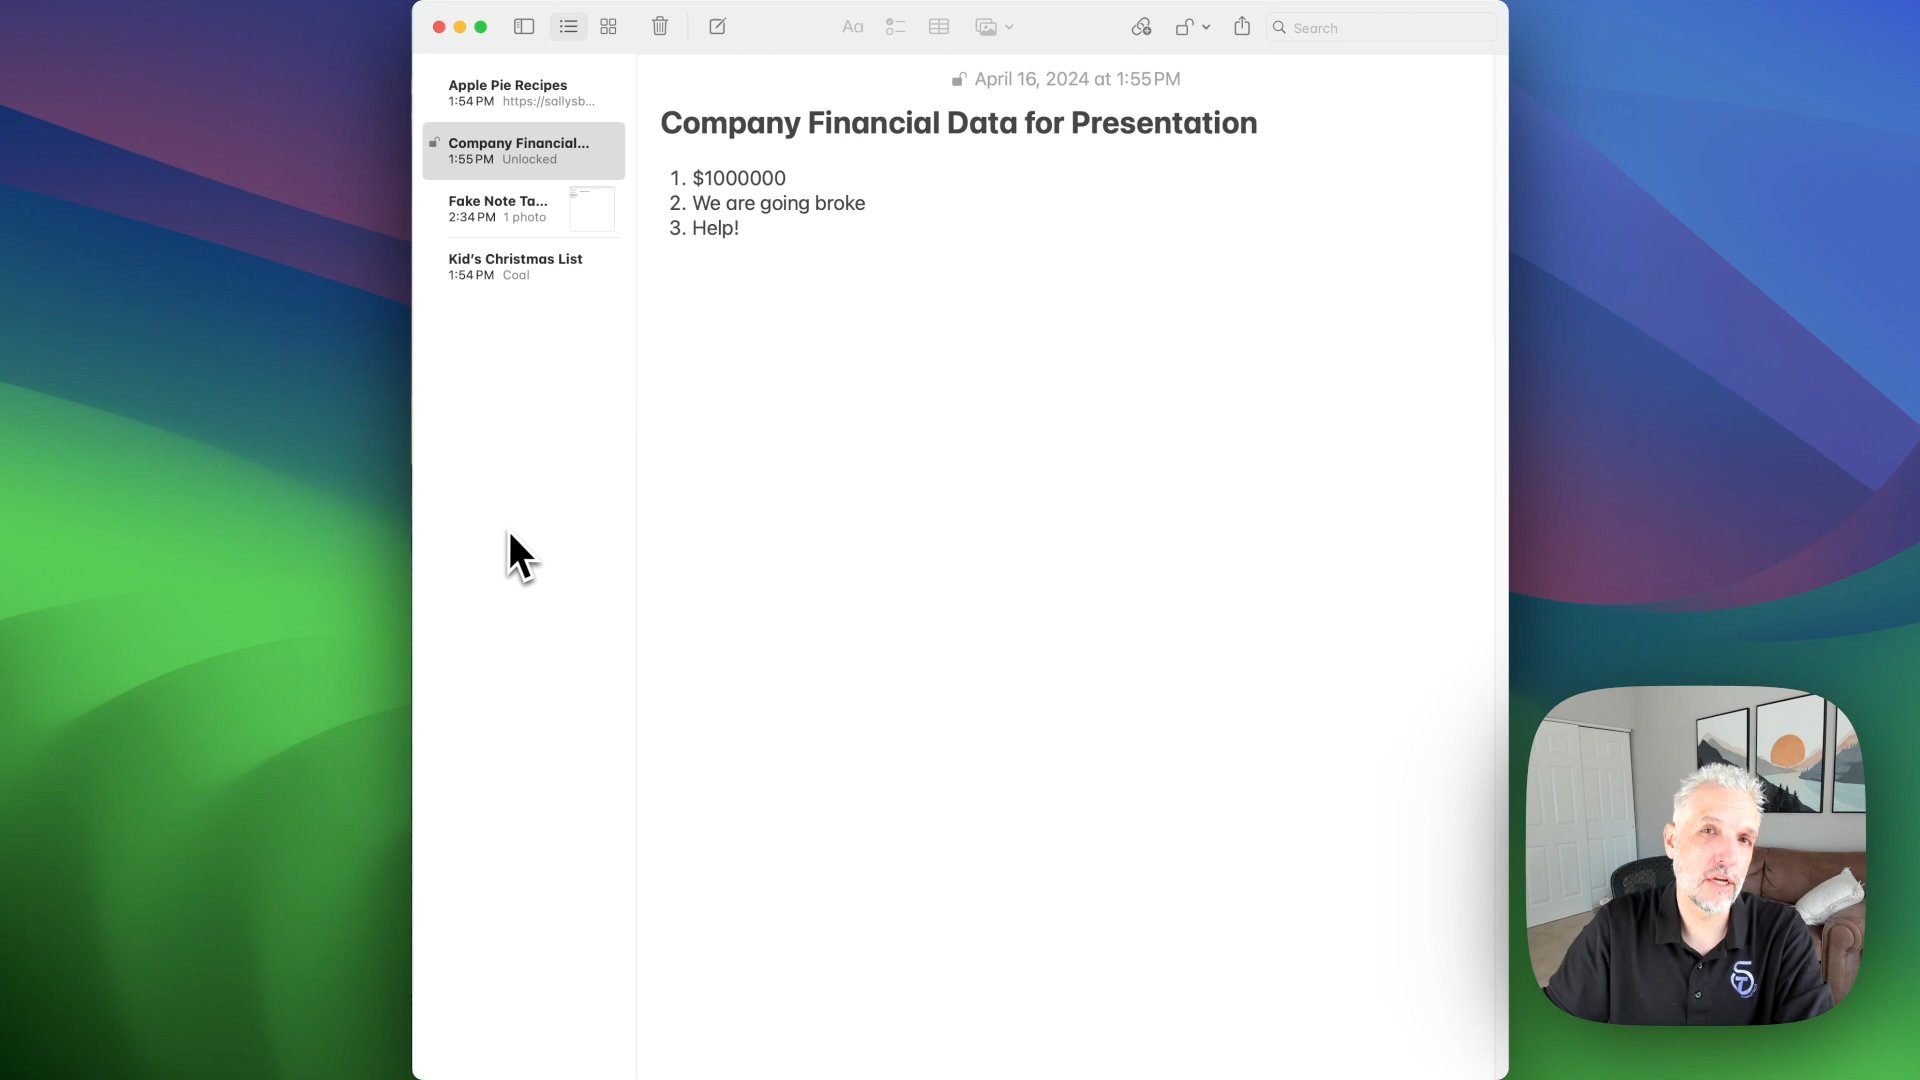 Aa
Search
Apple Pie Recipes
1:54 PM https://sallysb...
Company Financial...
1:55 PM Unlocked
Fake Note Ta...
2:34 PM 1 photo
Kid's Christmas List
1:54 PM Coal
April 16, 2024 at 1:55 PM
Company Financial Data for Presentation
1. $1000000
2. We are going broke
3. Help!